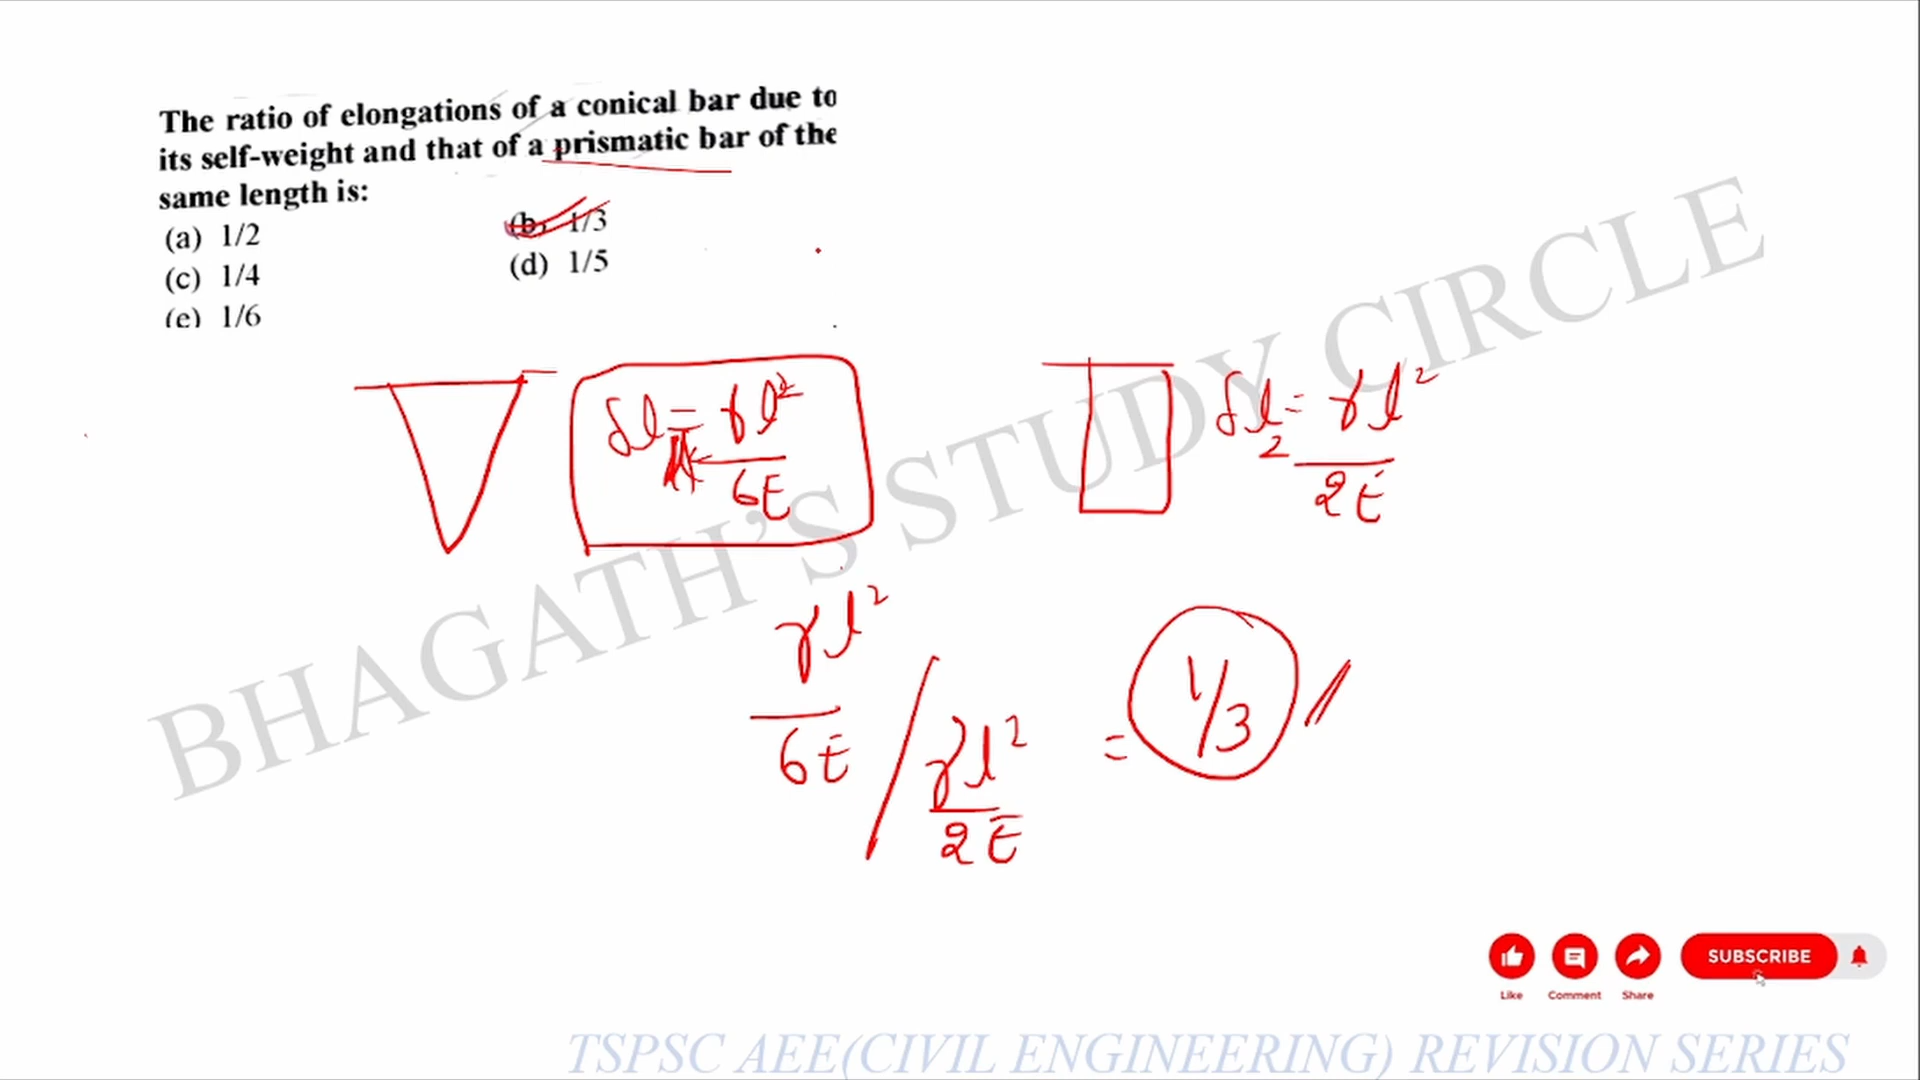 The ratio of elongations of a conical bar due to
its self-weight and that of a prismatic bar of the
same length is:
(a) 1/2
(b) 1/3
(c) 1/4
(d) 1/5
(e) 1/6
δl = γl²/6E
δl₂ = γl²/2E
γl²/6E / γl²/2E = 1/3
BHAGATH'S STUDY CIRCLE
SUBSCRIBE
Like Comment Share
TSPSC AEE(CIVIL ENGINEERING) REVISION SERIES